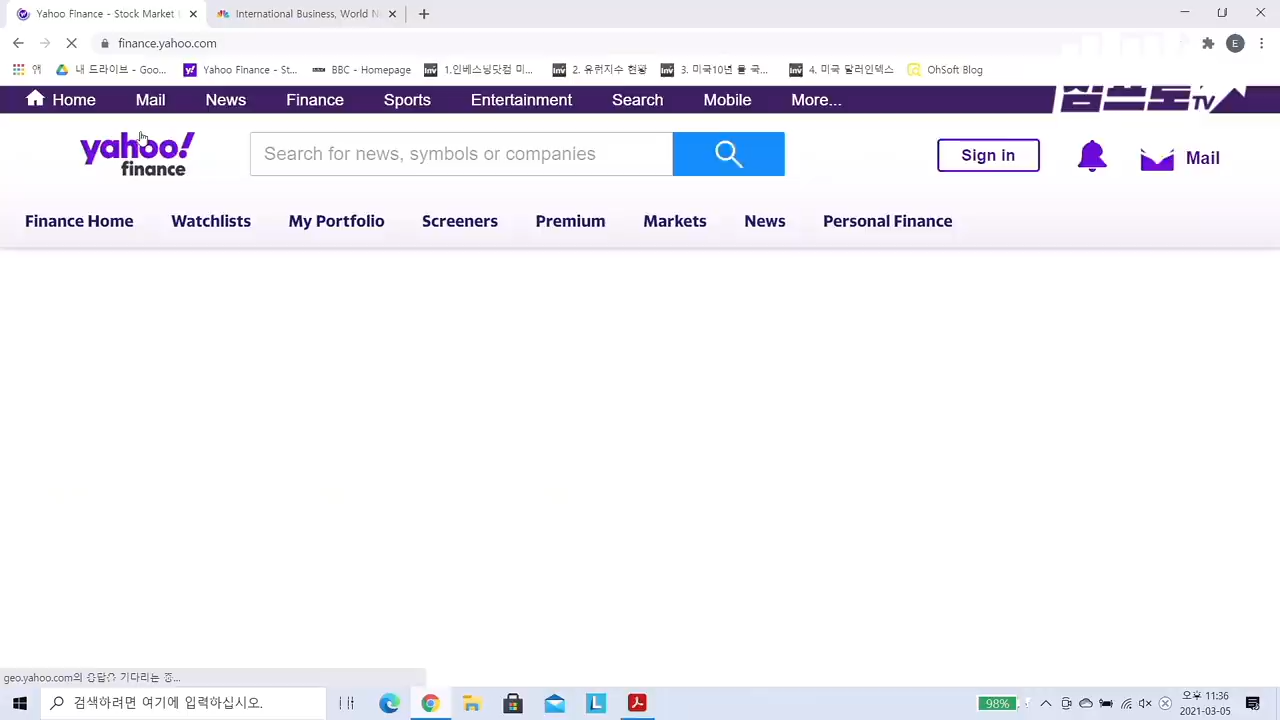 Yahoo Finance - Stock Market
International Business, World N
finance.yahoo.com
E
앱
내 드라이브 - Goo...
Yahoo Finance - St...
BBC - Homepage
1.인베스팅닷컴 미...
2. 유럽지수 현황
3. 미국10년 물 국...
4. 미국 달러인덱스
OhSoft Blog
Home
Mail
News
Finance
Sports
Entertainment
Search
Mobile
More...
삼프로TV
yahoo!
finance
Search for news, symbols or companies
Sign in
Mail
Finance Home
Watchlists
My Portfolio
Screeners
Premium
Markets
News
Personal Finance
geo.yahoo.com의 응답을 기다리는 중...
검색하려면 여기에 입력하십시오.
98%
오후 11:36
2021-03-05